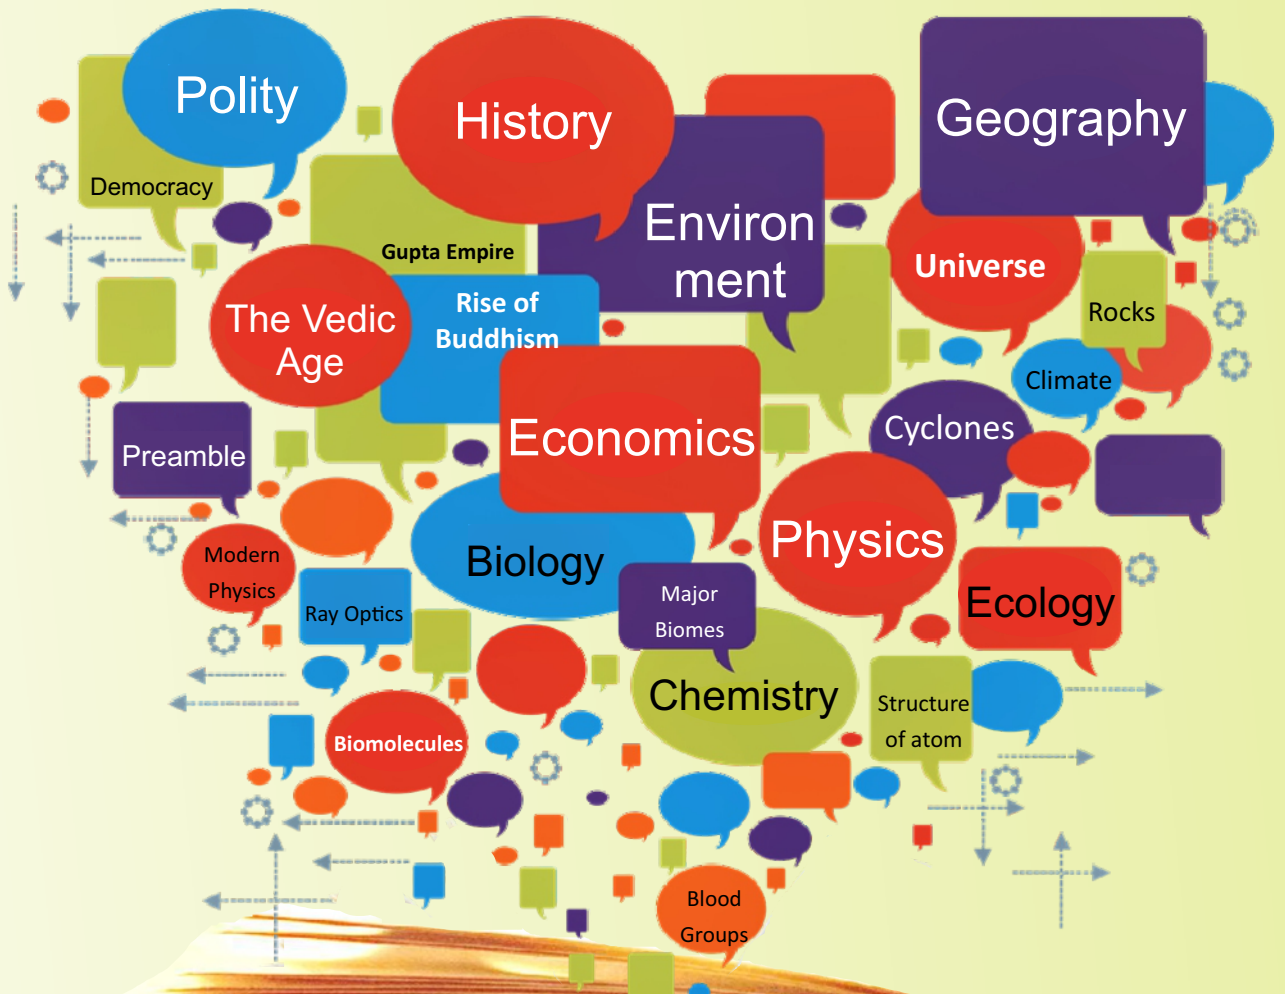 Polity
History
Geography
Democracy
Environ
ment
Gupta Empire
Universe
Rise of
Buddhism
The Vedic
Age
Rocks
Climate
Economics
Cyclones
Preamble
Physics
Biology
Modern
Physics
Ray Optics
Major
Biomes
Ecology
Chemistry
Structure
of atom
Biomolecules
Blood
Groups